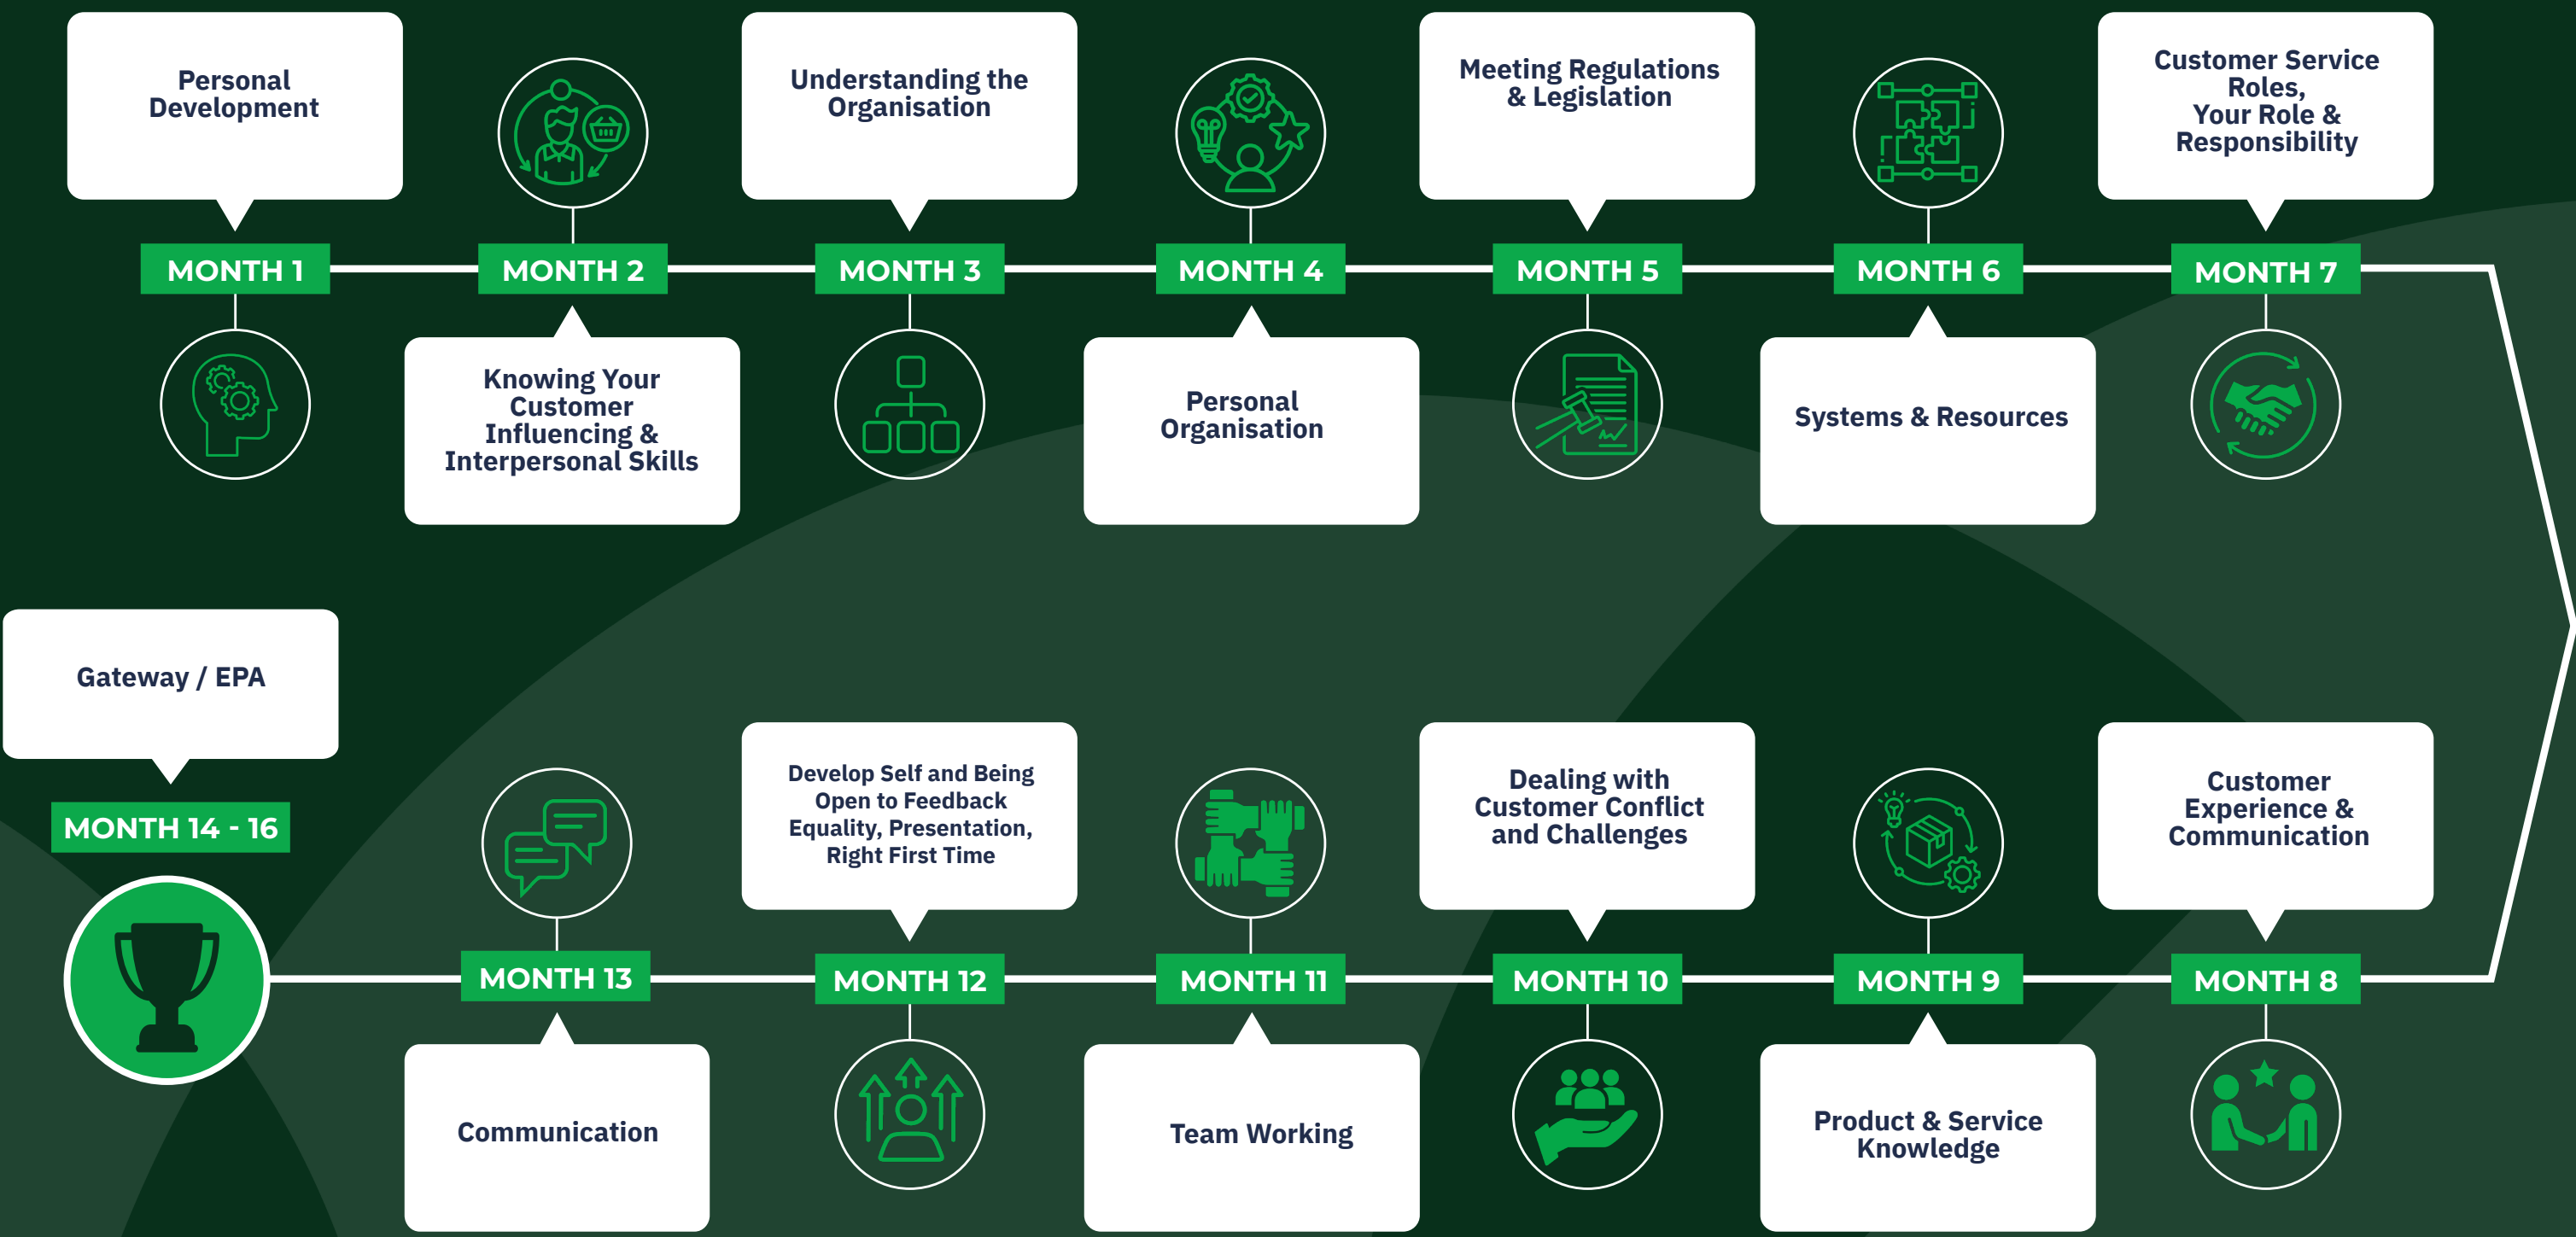 Personal
Development
MONTH 1
MONTH 2
Knowing Your
Customer
Influencing &
Interpersonal Skills
Understanding the
Organisation
MONTH 3
MONTH 4
Personal
Organisation
Meeting Regulations
& Legislation
MONTH 5
MONTH 6
Systems & Resources
Customer Service
Roles,
Your Role &
Responsibility
MONTH 7
Customer
Experience &
Communication
MONTH 8
MONTH 9
Product & Service
Knowledge
Dealing with
Customer Conflict
and Challenges
MONTH 10
MONTH 11
Team Working
Develop Self and Being
Open to Feedback
Equality, Presentation,
Right First Time
MONTH 12
MONTH 13
Communication
Gateway / EPA
MONTH 14 - 16